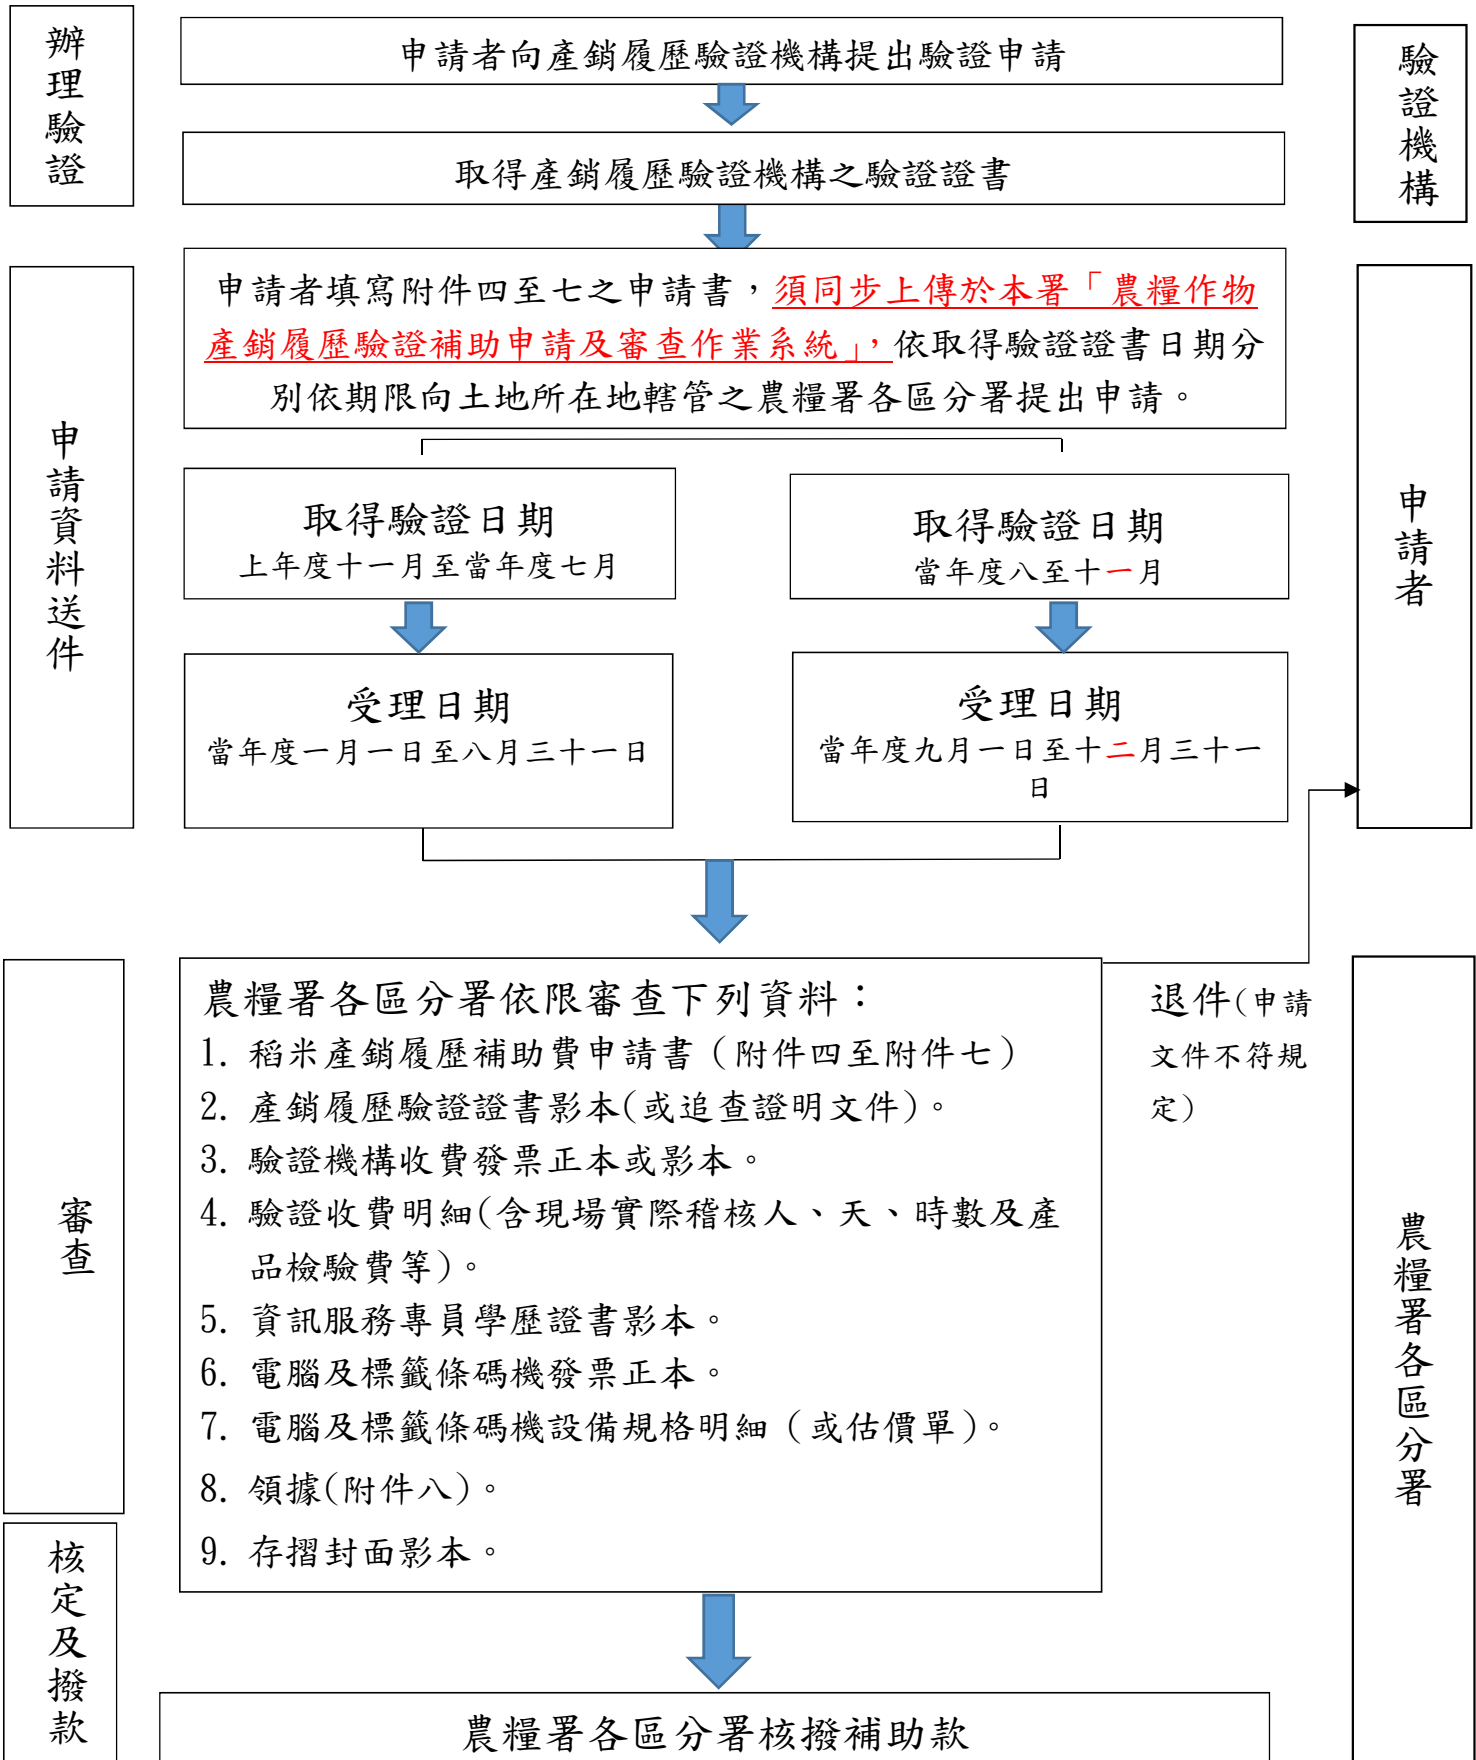 辦理驗證
申請者向產銷履歷驗證機構提出驗證申請
驗證機構
取得產銷履歷驗證機構之驗證證書
申請資料送件
申請者填寫附件四至七之申請書，須同步上傳於本署「農糧作物
產銷履歷驗證補助申請及審查作業系統」，依取得驗證證書日期分
別依期限向土地所在地轄管之農糧署各區分署提出申請。
申請者
取得驗證日期
上年度十一月至當年度七月
取得驗證日期
當年度八至十一月
受理日期
當年度一月一日至八月三十一日
受理日期
當年度九月一日至十二月三十一
日
審查
農糧署各區分署依限審查下列資料：
1. 稻米產銷履歷補助費申請書（附件四至附件七）
2. 產銷履歷驗證證書影本(或追查證明文件)。
3. 驗證機構收費發票正本或影本。
4. 驗證收費明細(含現場實際稽核人、天、時數及產
品檢驗費等)。
5. 資訊服務專員學歷證書影本。
6. 電腦及標籤條碼機發票正本。
7. 電腦及標籤條碼機設備規格明細（或估價單)。
8. 領據(附件八)。
9. 存摺封面影本。
退件(申請
文件不符規
定)
農糧署各區分署
核定及撥款
農糧署各區分署核撥補助款